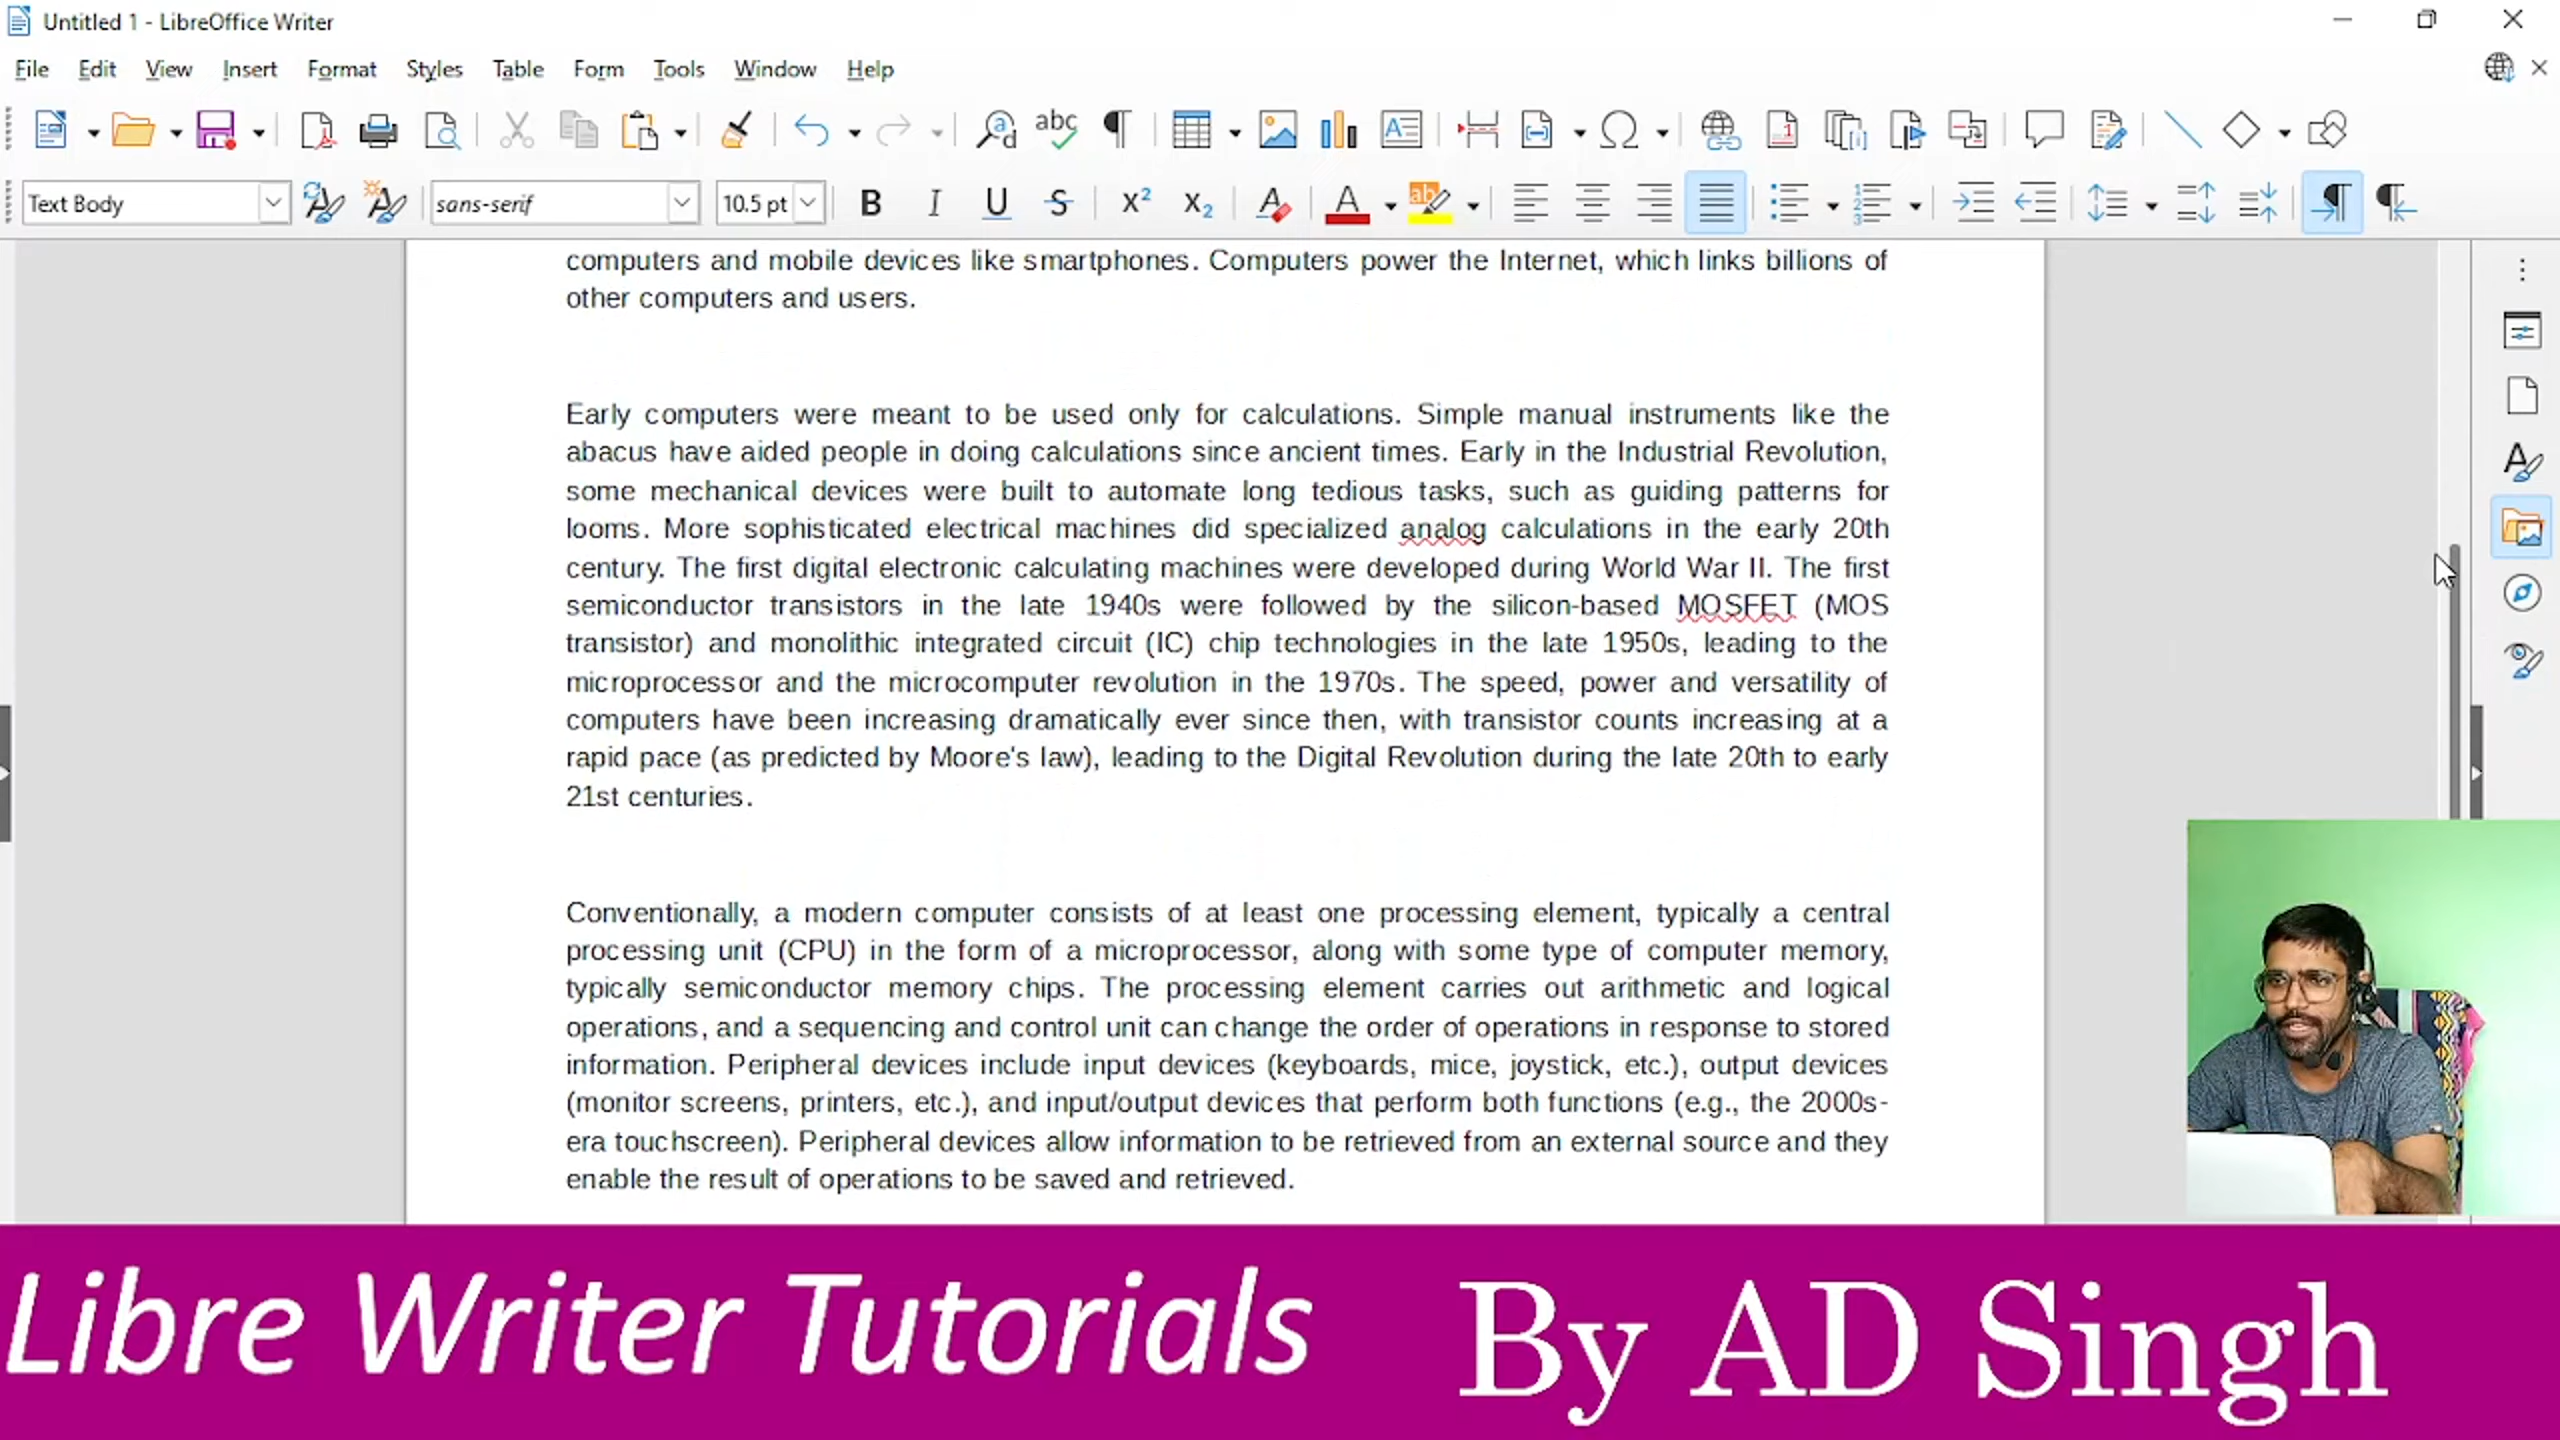 Untitled 1 - LibreOffice Writer
File Edit View Insert Format Styles Table Form Tools Window Help
Text Body sans-serif 10.5 pt
computers and mobile devices like smartphones. Computers power the Internet, which links billions of
other computers and users.
Early computers were meant to be used only for calculations. Simple manual instruments like the
abacus have aided people in doing calculations since ancient times. Early in the Industrial Revolution,
some mechanical devices were built to automate long tedious tasks, such as guiding patterns for
looms. More sophisticated electrical machines did specialized analog calculations in the early 20th
century. The first digital electronic calculating machines were developed during World War II. The first
semiconductor transistors in the late 1940s were followed by the silicon-based MOSFET (MOS
transistor) and monolithic integrated circuit (IC) chip technologies in the late 1950s, leading to the
microprocessor and the microcomputer revolution in the 1970s. The speed, power and versatility of
computers have been increasing dramatically ever since then, with transistor counts increasing at a
rapid pace (as predicted by Moore's law), leading to the Digital Revolution during the late 20th to early
21st centuries.
Conventionally, a modern computer consists of at least one processing element, typically a central
processing unit (CPU) in the form of a microprocessor, along with some type of computer memory,
typically semiconductor memory chips. The processing element carries out arithmetic and logical
operations, and a sequencing and control unit can change the order of operations in response to stored
information. Peripheral devices include input devices (keyboards, mice, joystick, etc.), output devices
(monitor screens, printers, etc.), and input/output devices that perform both functions (e.g., the 2000s-
era touchscreen). Peripheral devices allow information to be retrieved from an external source and they
enable the result of operations to be saved and retrieved.
Libre Writer Tutorials By AD Singh